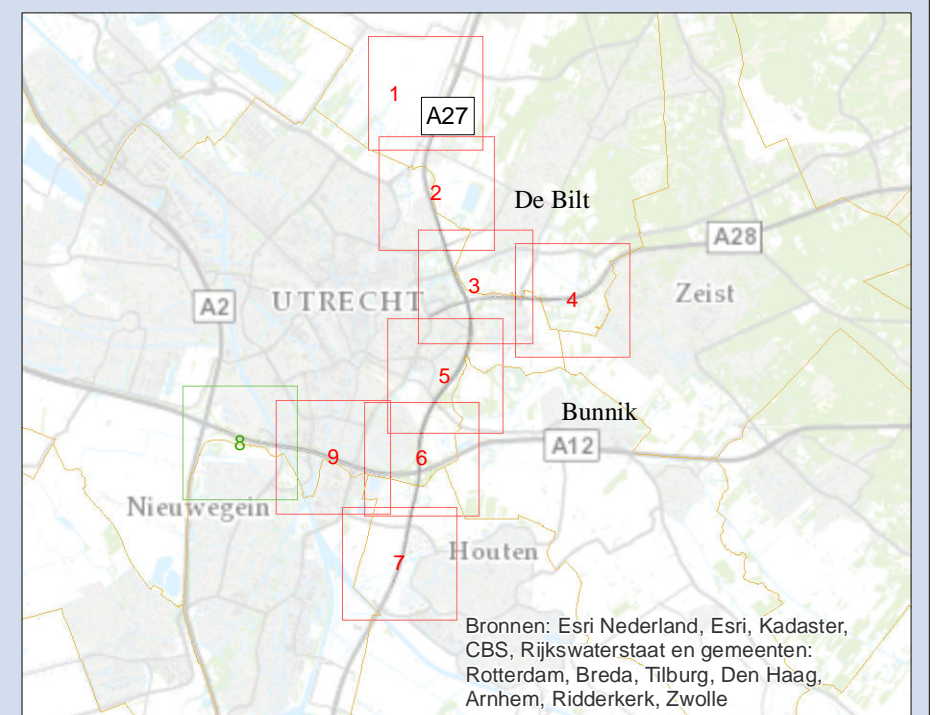 1
A27
2
De Bilt
A28
3
4
Zeist
A2
UTRECHT
5
Bunnik
8
9
6
A12
Nieuwegein
Houten
7
Bronnen: Esri Nederland, Esri, Kadaster,
CBS, Rijkswaterstaat en gemeenten:
Rotterdam, Breda, Tilburg, Den Haag,
Arnhem, Ridderkerk, Zwolle